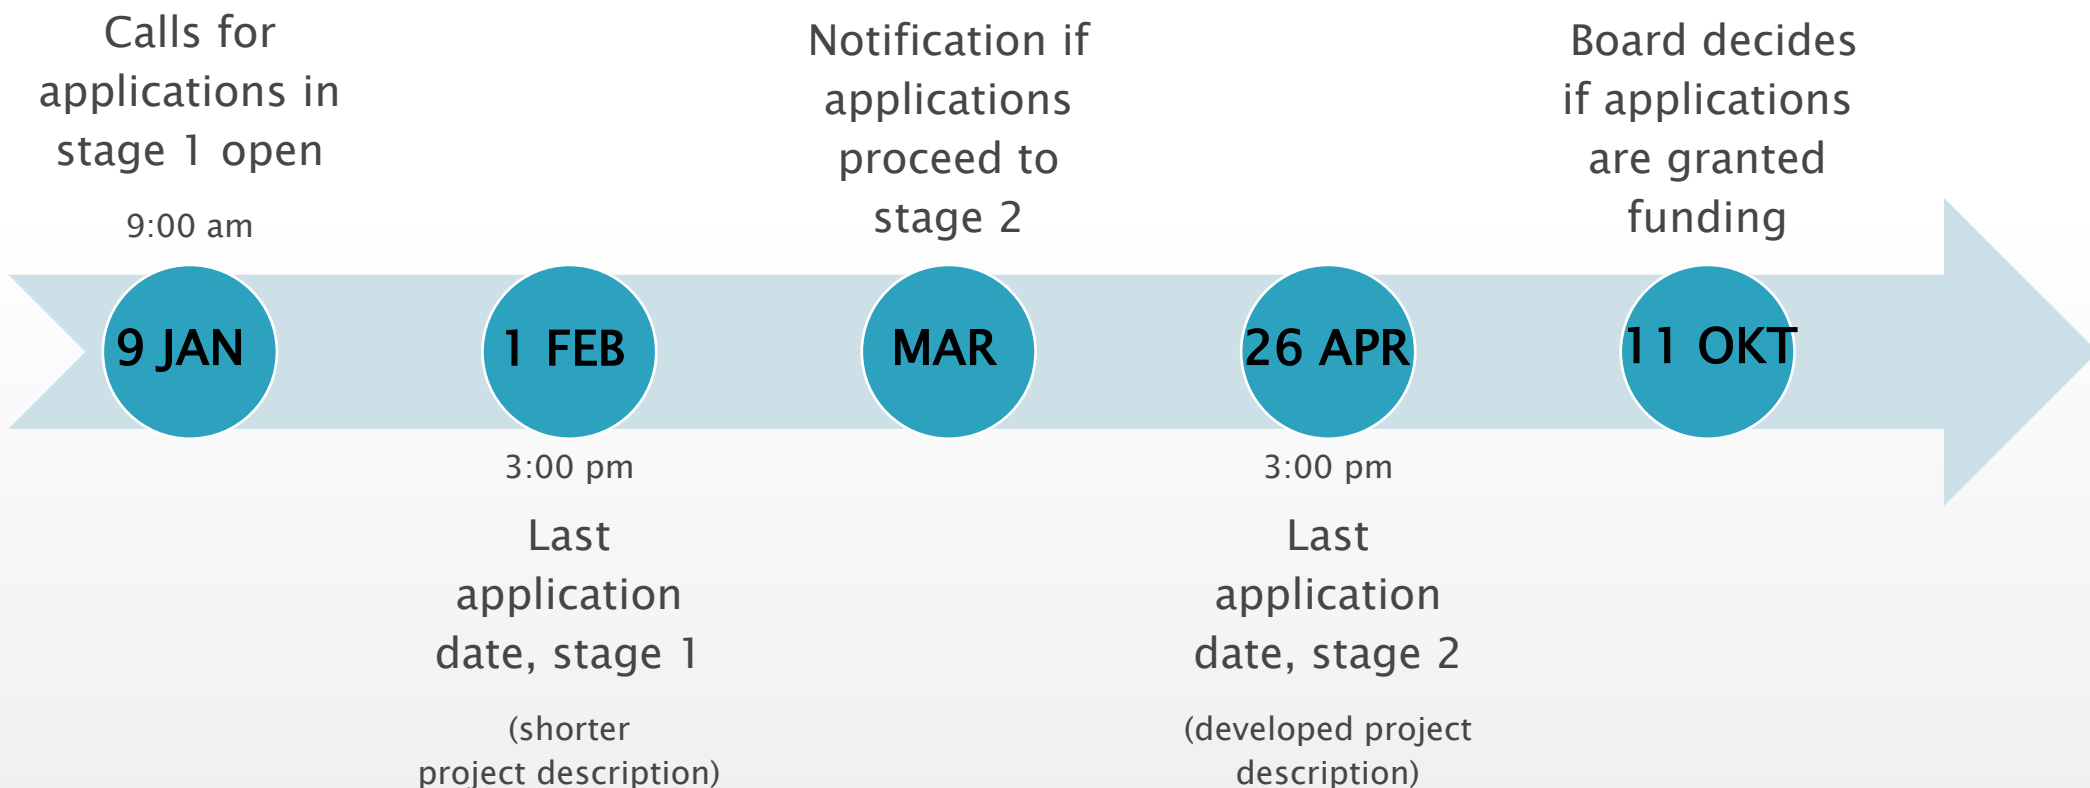 Calls for
applications in
stage 1 open
9:00 am
9 JAN
1 FEB
3:00 pm
Last
application
date, stage 1
(shorter
project description)
Notification if
applications
proceed to
stage 2
MAR
26 APR
3:00 pm
Last
application
date, stage 2
(developed project
description)
Board decides
if applications
are granted
funding
11 OKT